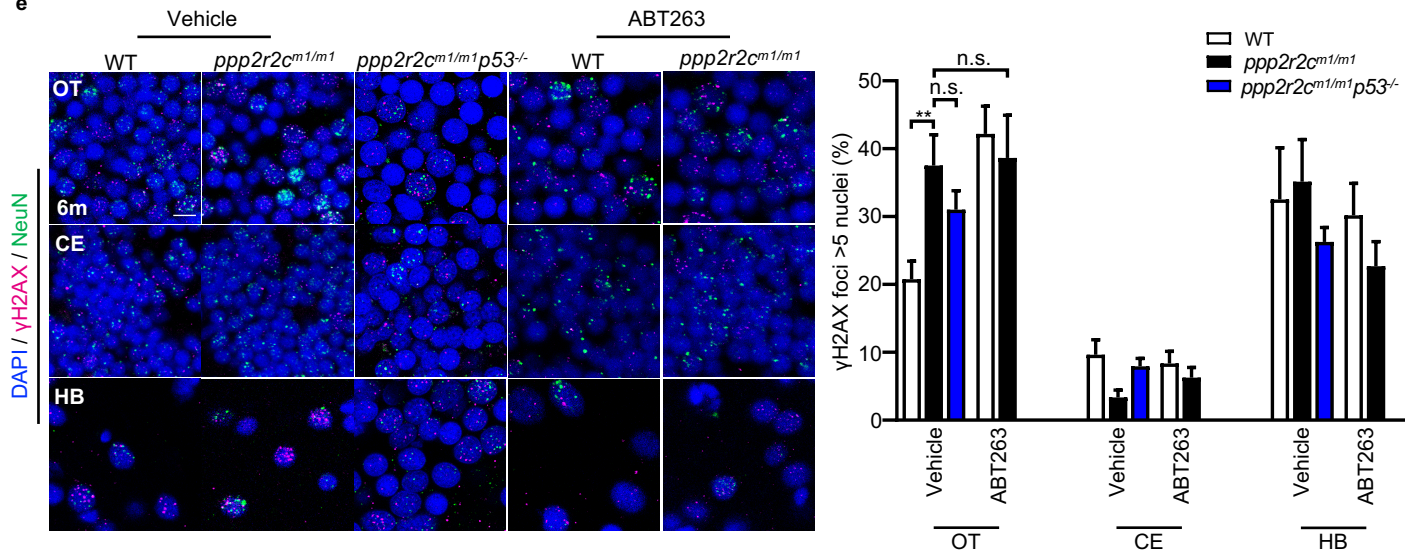 e
Vehicle
ABT263
WT
ppp2r2c^m1/m1
ppp2r2c^m1/m1p53^-/-
WT
ppp2r2c^m1/m1
DAPI / γH2AX / NeuN
OT
6m
CE
HB
WT
ppp2r2c^m1/m1
ppp2r2c^m1/m1p53^-/-
γH2AX foci >5 nuclei (%)
50
40
30
20
10
0
n.s.
n.s.
**
Vehicle
ABT263
Vehicle
ABT263
Vehicle
ABT263
OT
CE
HB